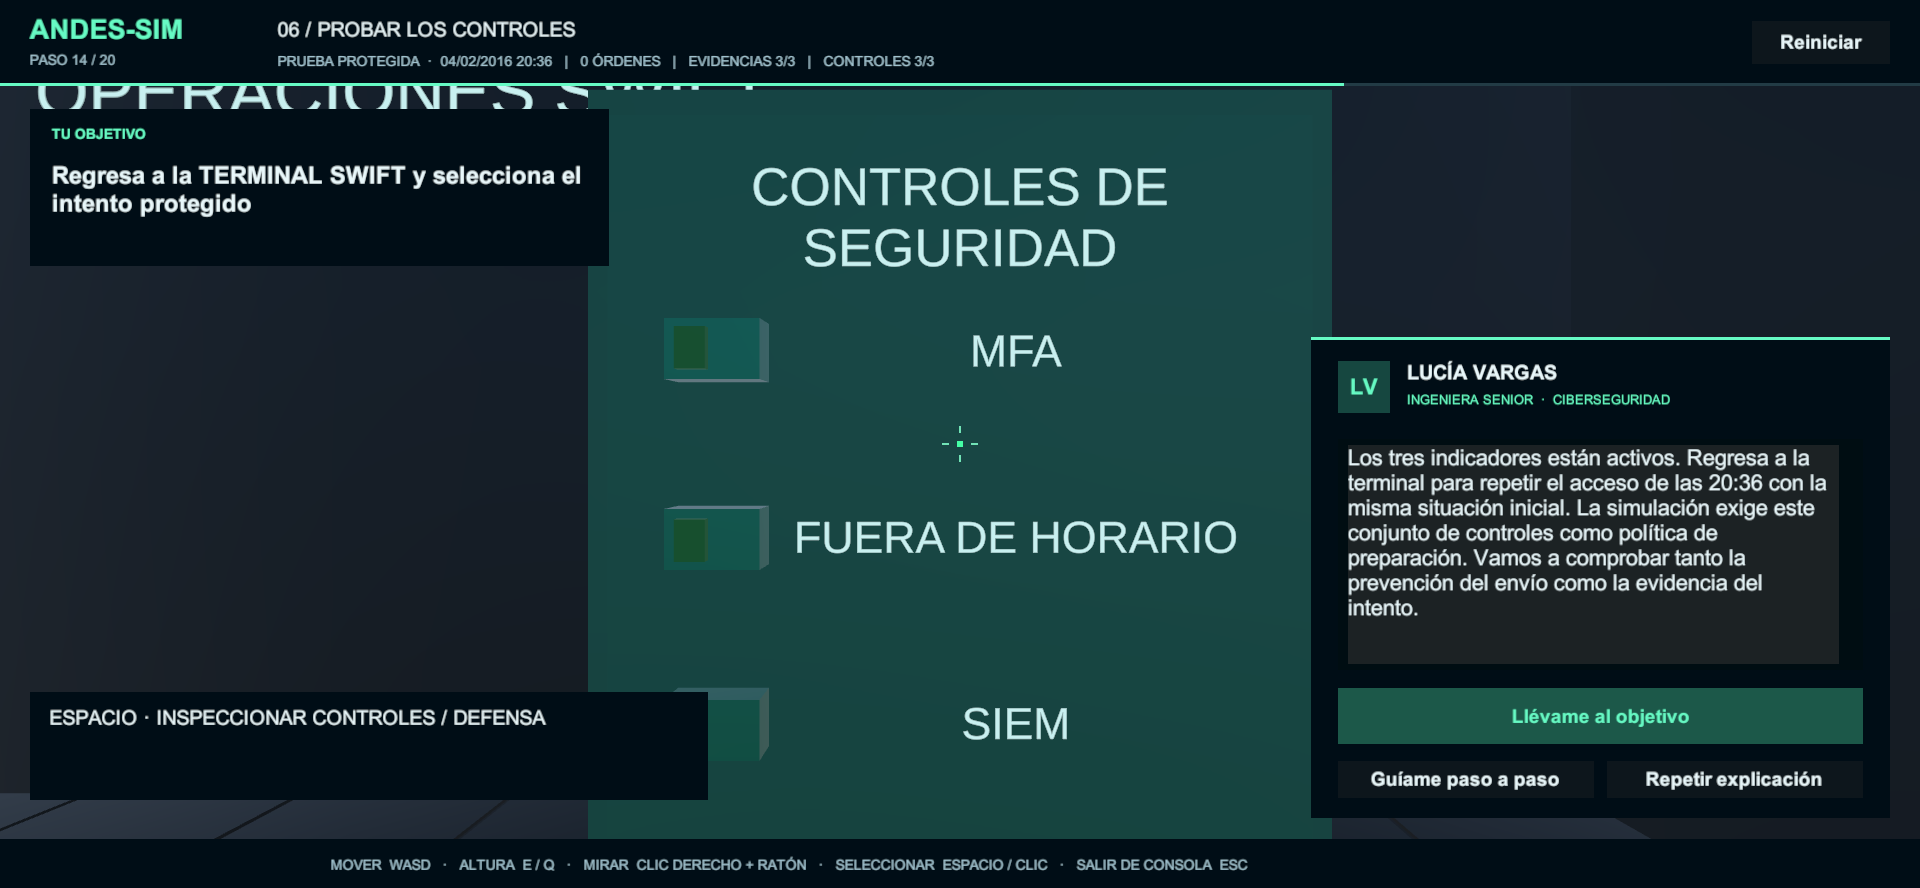 ANDES-SIM
PASO 14 / 20
06 / PROBAR LOS CONTROLES
PRUEBA PROTEGIDA · 04/02/2016 20:36 | 0 ÓRDENES | EVIDENCIAS 3/3 | CONTROLES 3/3
Reiniciar
OPERACIONES SWIFT
TU OBJETIVO
Regresa a la TERMINAL SWIFT y selecciona el
intento protegido
CONTROLES DE
SEGURIDAD
MFA
FUERA DE HORARIO
SIEM
LV
LUCÍA VARGAS
INGENIERA SENIOR · CIBERSEGURIDAD
Los tres indicadores están activos. Regresa a la
terminal para repetir el acceso de las 20:36 con la
misma situación inicial. La simulación exige este
conjunto de controles como política de
preparación. Vamos a comprobar tanto la
prevención del envío como la evidencia del
intento.
Llévame al objetivo
Guíame paso a paso
Repetir explicación
ESPACIO · INSPECCIONAR CONTROLES / DEFENSA
MOVER WASD · ALTURA E / Q · MIRAR CLIC DERECHO + RATÓN · SELECCIONAR ESPACIO / CLIC · SALIR DE CONSOLA ESC